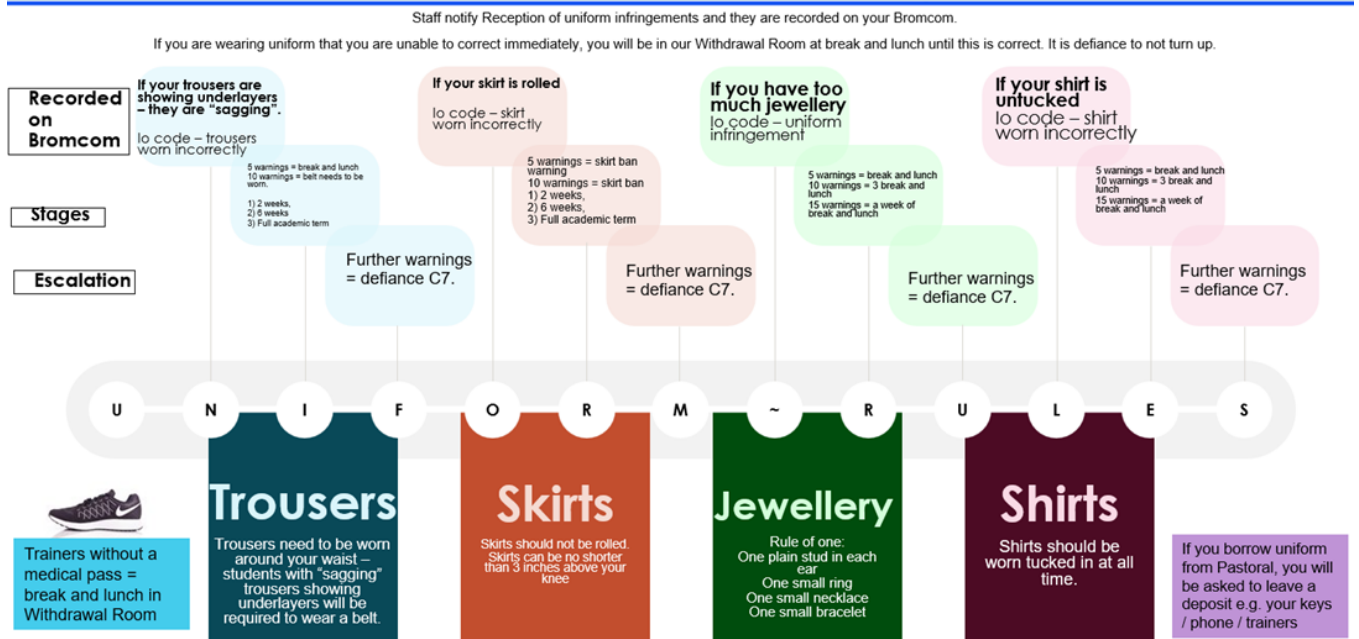 Staff notify Reception of uniform infringements and they are recorded on your Bromcom.
If you are wearing uniform that you are unable to correct immediately, you will be in our Withdrawal Room at break and lunch until this is correct. It is defiance to not turn up.
Recorded
on
Bromcom
If your trousers are
showing underlayers
– they are “sagging”.
Io code – trousers
worn incorrectly
If your skirt is rolled
Io code – skirt
worn incorrectly
If you have too
much jewellery
Io code – uniform
infringement
If your shirt is
untucked
Io code – shirt
worn incorrectly
Stages
5 warnings = break and lunch
10 warnings = belt needs to be
worn.
1) 2 weeks,
2) 6 weeks
3) Full academic term
5 warnings = skirt ban
warning
10 warnings = skirt ban
1) 2 weeks,
2) 6 weeks,
3) Full academic term
5 warnings = break and lunch
10 warnings = 3 break and
lunch
15 warnings = a week of
break and lunch
5 warnings = break and lunch
10 warnings = 3 break and
lunch
15 warnings = a week of
break and lunch
Escalation
Further warnings
= defiance C7.
Further warnings
= defiance C7.
Further warnings
= defiance C7.
Further warnings
= defiance C7.
U N I F O R M ~ R U L E S
Trainers without a
medical pass =
break and lunch in
Withdrawal Room
Trousers
Trousers need to be worn
around your waist –
students with “sagging”
trousers showing
underlayers will be
required to wear a belt.
Skirts
Skirts should not be rolled.
Skirts can be no shorter
than 3 inches above your
knee
Jewellery
Rule of one:
One plain stud in each
ear
One small ring
One small necklace
One small bracelet
Shirts
Shirts should be
worn tucked in at all
time.
If you borrow uniform
from Pastoral, you will
be asked to leave a
deposit e.g. your keys
/ phone / trainers